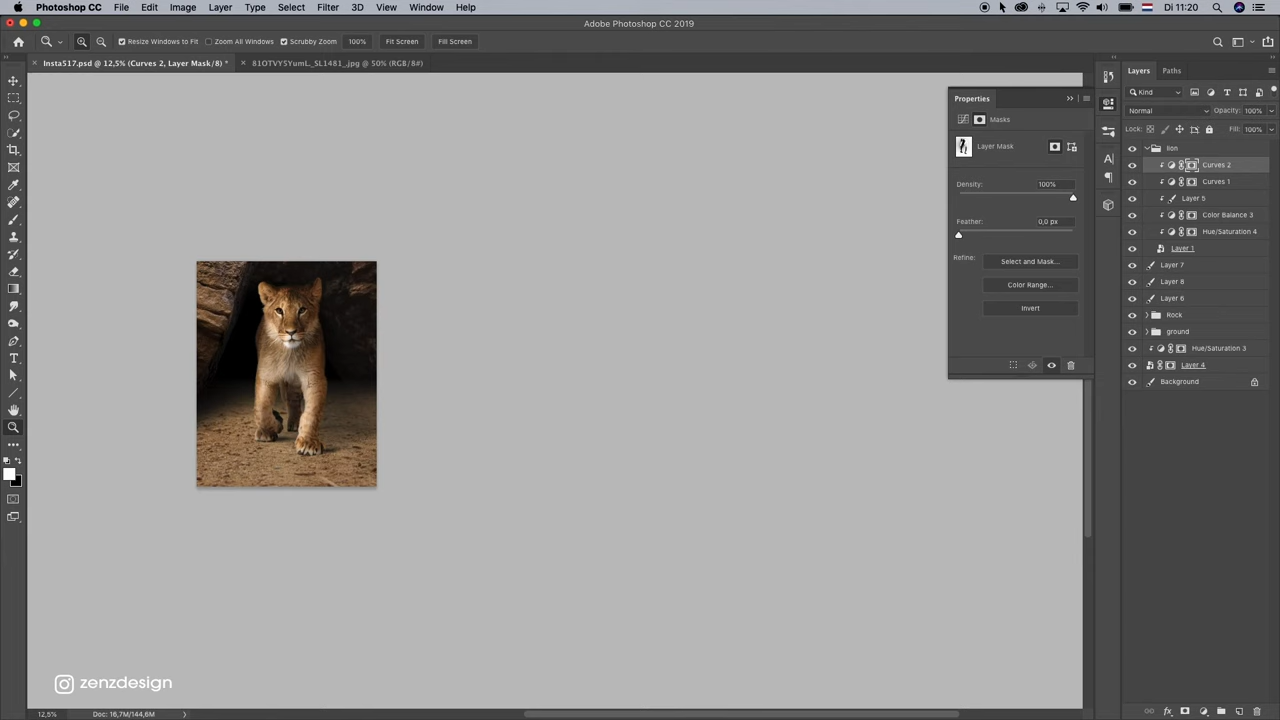 Photoshop CC File Edit Image Layer Type Select Filter 3D View Window Help
Di 11:20
Adobe Photoshop CC 2019
Resize Windows to Fit Zoom All Windows Scrubby Zoom 100% Fit Screen Fill Screen
Insta517.psd @ 12,5% (Curves 2, Layer Mask/8) *
81OTVY5YumL._SL1481_.jpg @ 50% (RGB/8#)
Properties
Masks
Layer Mask
Density: 100%
Feather: 0,0 px
Refine: Select and Mask...
Color Range...
Invert
Layers Paths
Kind
Normal Opacity: 100%
Lock: Fill: 100%
lion
Curves 2
Curves 1
Layer 5
Color Balance 3
Hue/Saturation 4
Layer 1
Layer 7
Layer 8
Layer 6
Rock
ground
Hue/Saturation 3
Layer 4
Background
zenzdesign
12,5% Doc: 16,7M/144,6M